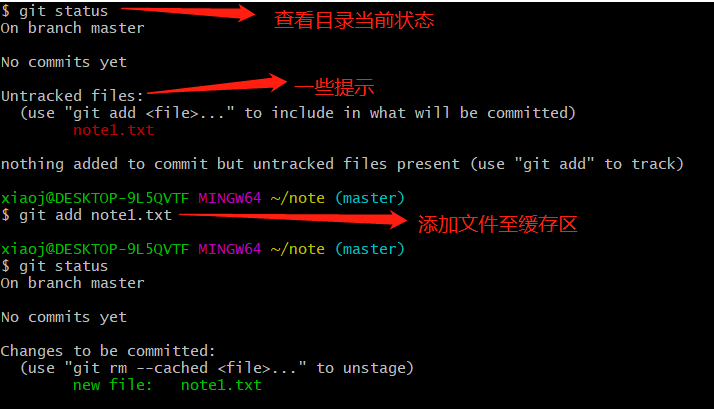 $ git status 查看目录当前状态
On branch master
No commits yet
Untracked files: 一些提示
(use "git add <file>..." to include in what will be committed)
note1.txt
nothing added to commit but untracked files present (use "git add" to track)
xiaoj@DESKTOP-9L5QVTF MINGW64 ~/note (master)
$ git add note1.txt 添加文件至缓存区
xiaoj@DESKTOP-9L5QVTF MINGW64 ~/note (master)
$ git status
On branch master
No commits yet
Changes to be committed:
(use "git rm --cached <file>..." to unstage)
new file: note1.txt